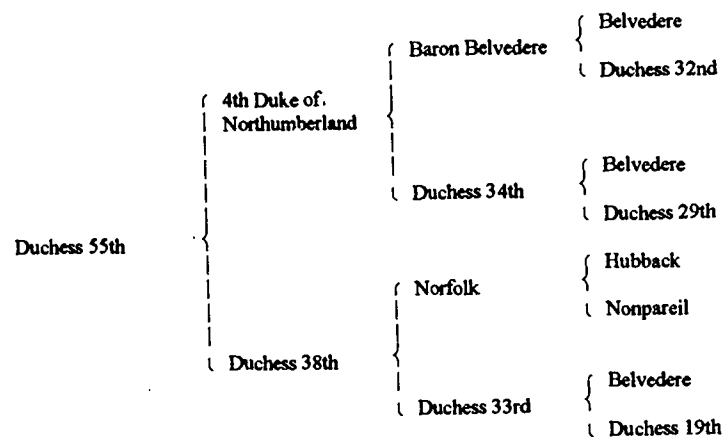 Belvedere
Baron Belvedere
Duchess 32nd
4th Duke of.
Northumberland
Belvedere
Duchess 34th
Duchess 29th
Duchess 55th
Hubback
Norfolk
Nonpareil
Duchess 38th
Belvedere
Duchess 33rd
Duchess 19th